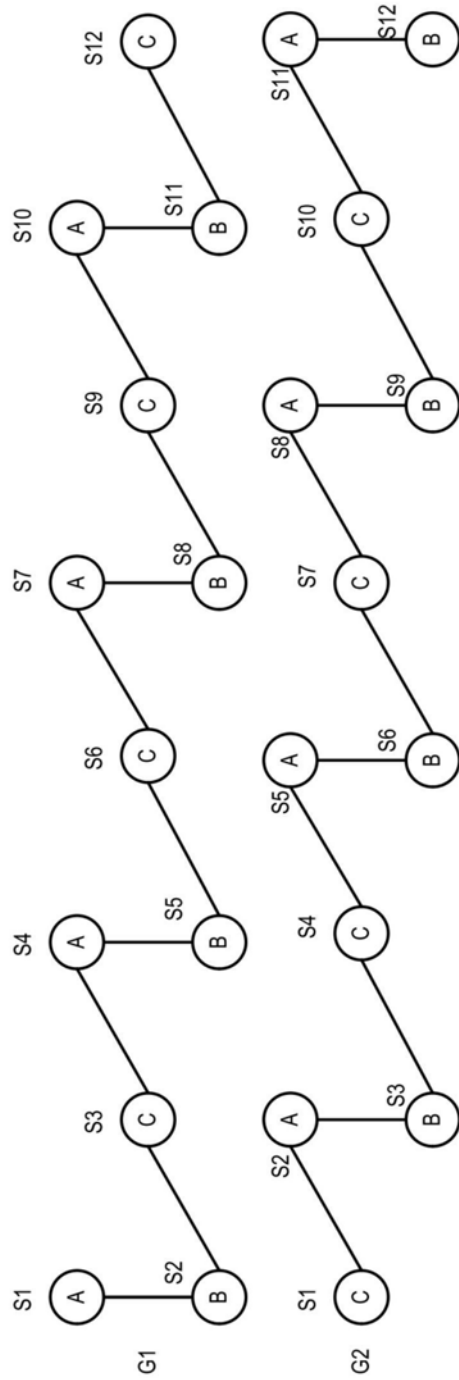 S1 S4 S7 S10
A A A A
S3 S6 S9 S12
C C C C
G1
S2 S5 S8 S11
B B B B
S2 S5 S8 S11
A A A A
S1 S4 S7 S10
C C C C
G2
S3 S6 S9 S12
B B B B